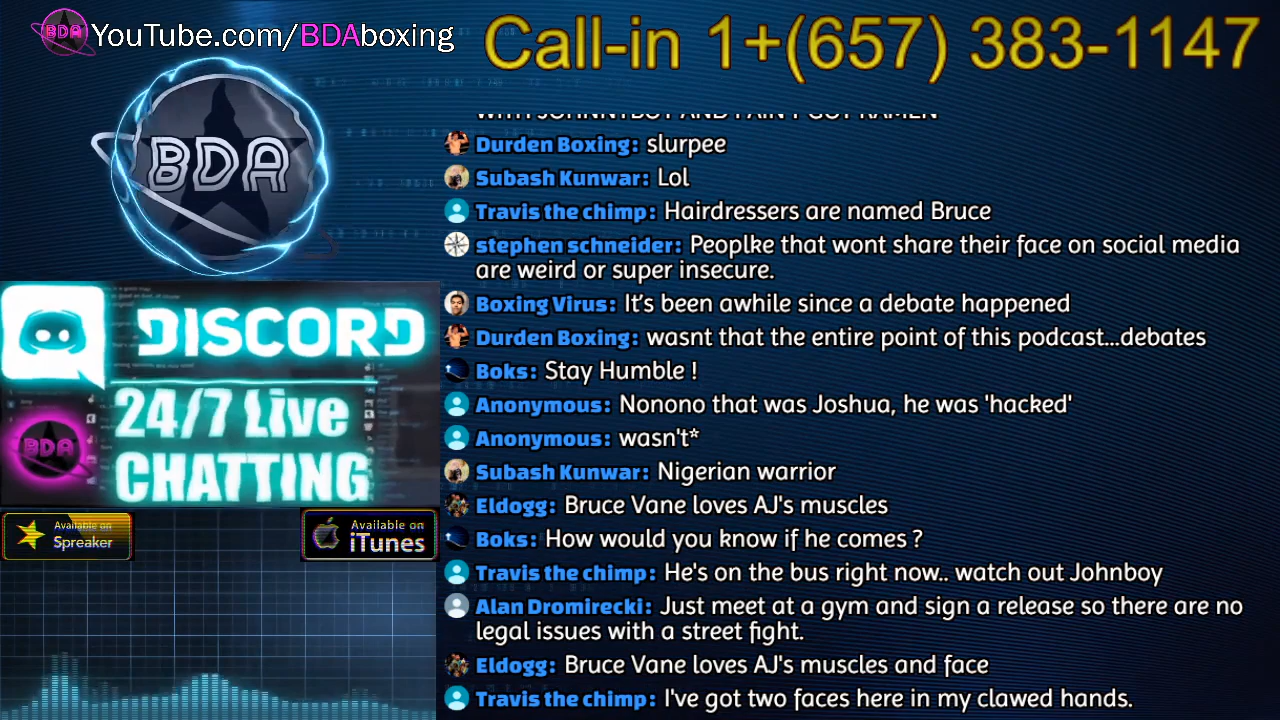 YouTube.com/BDAboxing
Call-in 1+(657) 383-1147
BDA
WITH JOHNNYBOY AND I AIN'T GOT RAMEN
Durden Boxing: slurpee
Subash Kunwar: Lol
Travis the chimp: Hairdressers are named Bruce
stephen schneider: Peoplke that wont share their face on social media
are weird or super insecure.
Boxing Virus: It's been awhile since a debate happened
Durden Boxing: wasnt that the entire point of this podcast...debates
Boks: Stay Humble !
Anonymous: Nonono that was Joshua, he was 'hacked'
Anonymous: wasn't*
Subash Kunwar: Nigerian warrior
Eldogg: Bruce Vane loves AJ's muscles
Boks: How would you know if he comes ?
Travis the chimp: He's on the bus right now.. watch out Johnboy
Alan Dromirecki: Just meet at a gym and sign a release so there are no
legal issues with a street fight.
Eldogg: Bruce Vane loves AJ's muscles and face
Travis the chimp: I've got two faces here in my clawed hands.
DISCORD
24/7 Live
CHATTING
BDA
Available on
Spreaker
Available on
iTunes